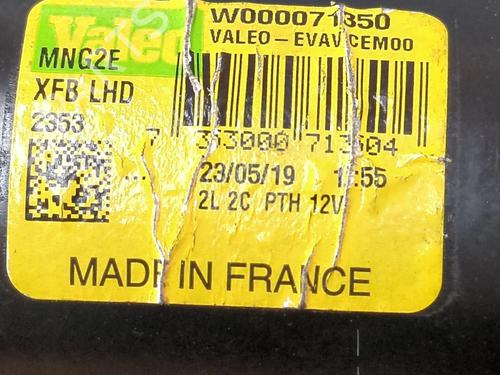 Valeo
W000071350
VALEO-EVAV CEM00
MNG2E
XFB LHD
2353
23/05/19
2L 2C PTH 12V
MADE IN FRANCE